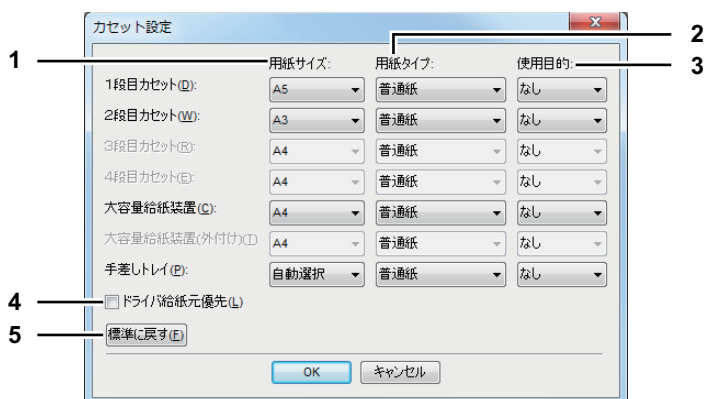 カセット設定
1
2
3
用紙サイズ: 用紙タイプ: 使用目的:
1段目カセット(D): A5 普通紙 なし
2段目カセット(W): A3 普通紙 なし
3段目カセット(R): A4 普通紙 なし
4段目カセット(E): A4 普通紙 なし
大容量給紙装置(C): A4 普通紙 なし
大容量給紙装置(外付け)(I) A4 普通紙 なし
手差しトレイ(P): 自動選択 普通紙 なし
4 ドライバ給紙元優先(L)
5 標準に戻す(F)
OK キャンセル